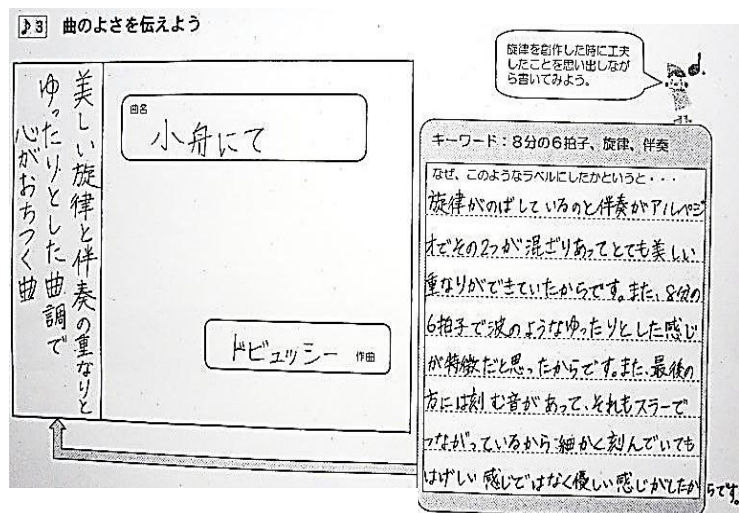 ♪3 曲のよさを伝えよう
旋律を創作した時に工夫
したことを思い出しなが
ら書いてみよう。
美しい旋律と伴奏の重なりと
ゆったりとした曲調で
心がおちつく曲
曲名
小舟にて
ドビュッシー 作曲
キーワード：8分の6拍子、旋律、伴奏
なぜ、このようなラベルにしたかというと・・・
旋律がのばしているのと伴奏がアルペジ
オでその2つが混ざりあってとても美しい
重なりができていたからです。また、8分の
6拍子で波のようなゆったりとした感じ
が特徴だと思ったからです。また、最後の
方には刻む音があって、それもスラーで
つながっているから細かく刻んでいても
はげしい感じではなく優しい感じがしたからです。